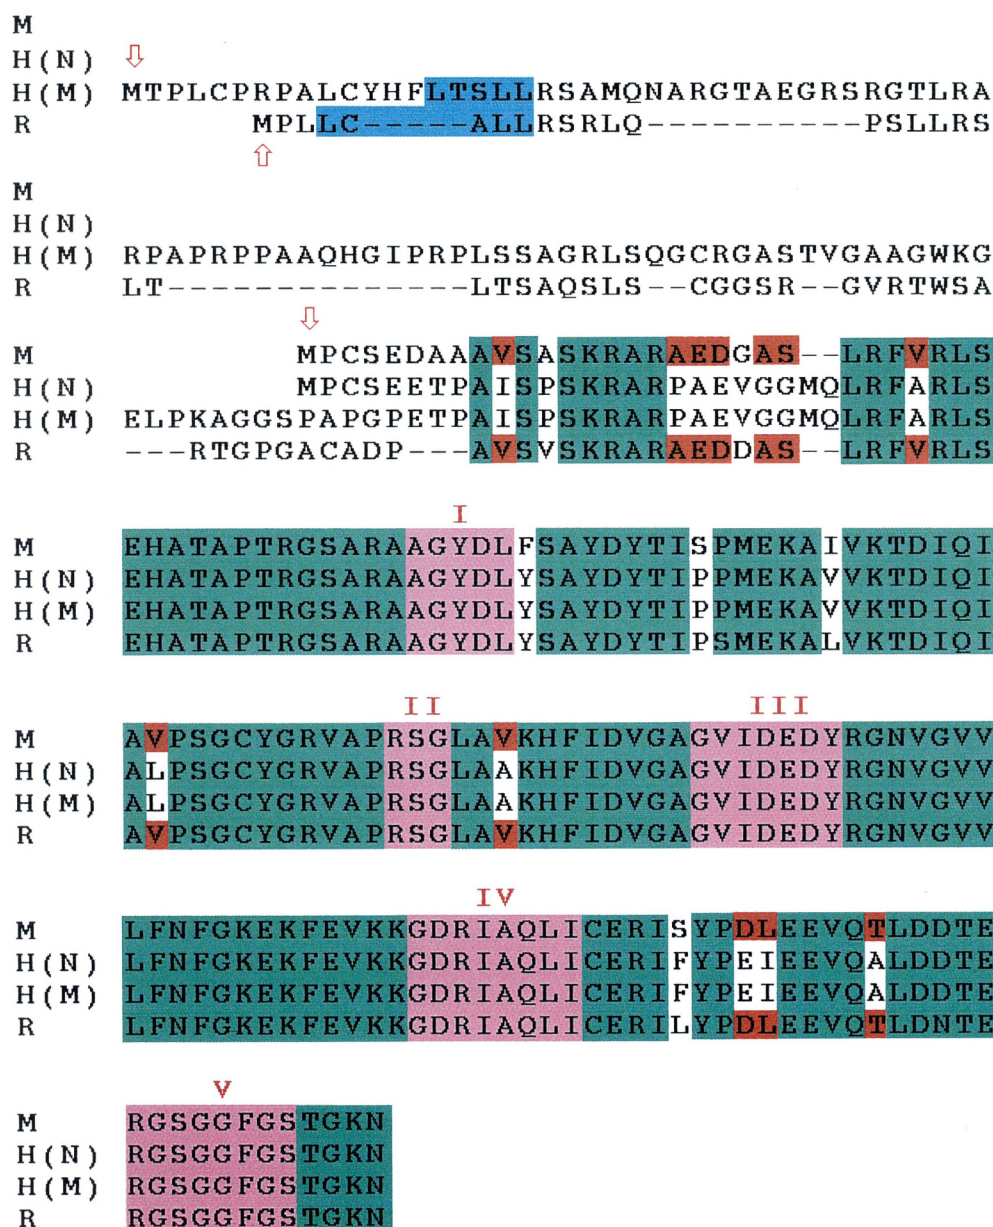 M
H(N)
H(M) MTPLCPRPALCYHFLTSLLRSAMQNARGTAEGRSRGTLRA
R MPLLC-----ALLRSRLQ----------PSLLRS
M
H(N)
H(M) RPAPRPPAAQHGIPRPLSSAGRLSQGCRGASTVGAAGWKG
R LT--------------LTSAQSLS--CGGSR--GVRTWSA
M MPCSEDAAAVSASKRARAEDGAS--LRFVRLS
H(N) MPCSEETPAISPSKRARPAEVGGMQLRFARLS
H(M) ELPKAGGSPAPGPETPAISPSKRARPAEVGGMQLRFARLS
R ---RTGPGACADP---AVSVSKRARAEDDAS--LRFVRLS
I
M EHATAPTRGSARAAGYDLFSAYDYTISPMEKAIVKTDIQI
H(N) EHATAPTRGSARAAGYDLYSAYDYTIPPMEKAVVKTDIQI
H(M) EHATAPTRGSARAAGYDLYSAYDYTIPPMEKAVVKTDIQI
R EHATAPTRGSARAAGYDLYSAYDYTIPSMEKALVKTDIQI
II III
M AVPSGCYGRVAPRSGLAVKHFIDVGAGVIDEDYRGNVGVV
H(N) ALPSGCYGRVAPRSGLAAKHFIDVGAGVIDEDYRGNVGVV
H(M) ALPSGCYGRVAPRSGLAAKHFIDVGAGVIDEDYRGNVGVV
R AVPSGCYGRVAPRSGLAVKHFIDVGAGVIDEDYRGNVGVV
IV
M LFNFGKEKFEVKKGDRIAQLICERISYPDLEEVQTLDDTE
H(N) LFNFGKEKFEVKKGDRIAQLICERIFYPEIEEVQALDDTE
H(M) LFNFGKEKFEVKKGDRIAQLICERIFYPEIEEVQALDDTE
R LFNFGKEKFEVKKGDRIAQLICERILYPDLEEVQTLDNTE
V
M RGSGGFGSTGKN
H(N) RGSGGFGSTGKN
H(M) RGSGGFGSTGKN
R RGSGGFGSTGKN